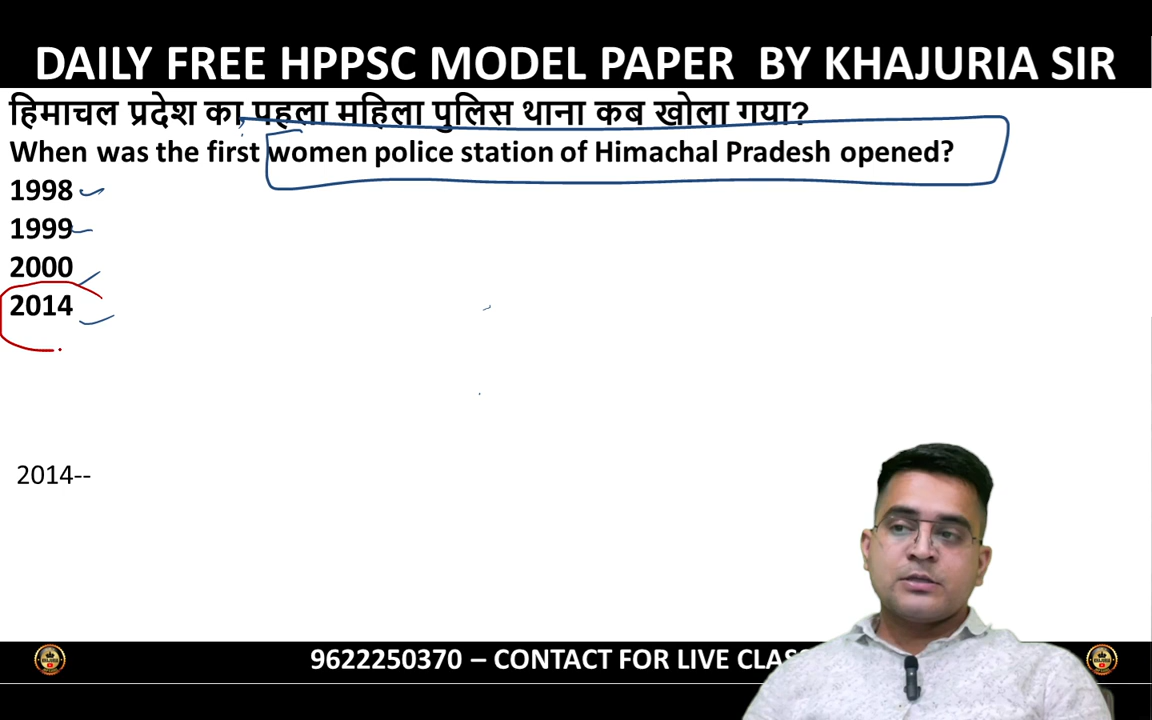 DAILY FREE HPPSC MODEL PAPER BY KHAJURIA SIR
हिमाचल प्रदेश का पहला महिला पुलिस थाना कब खोला गया?
When was the first women police station of Himachal Pradesh opened?
1998
1999
2000
2014
2014--
9622250370 – CONTACT FOR LIVE CLAS